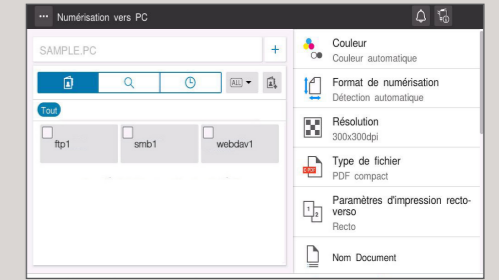 Numérisation vers PC
SAMPLE.PC
+
ALL
Tout
ftp1
smb1
webdav1
Couleur
Couleur automatique
Format de numérisation
Détection automatique
Résolution
300x300dpi
Type de fichier
PDF compact
Paramètres d'impression recto-
verso
Recto
Nom Document